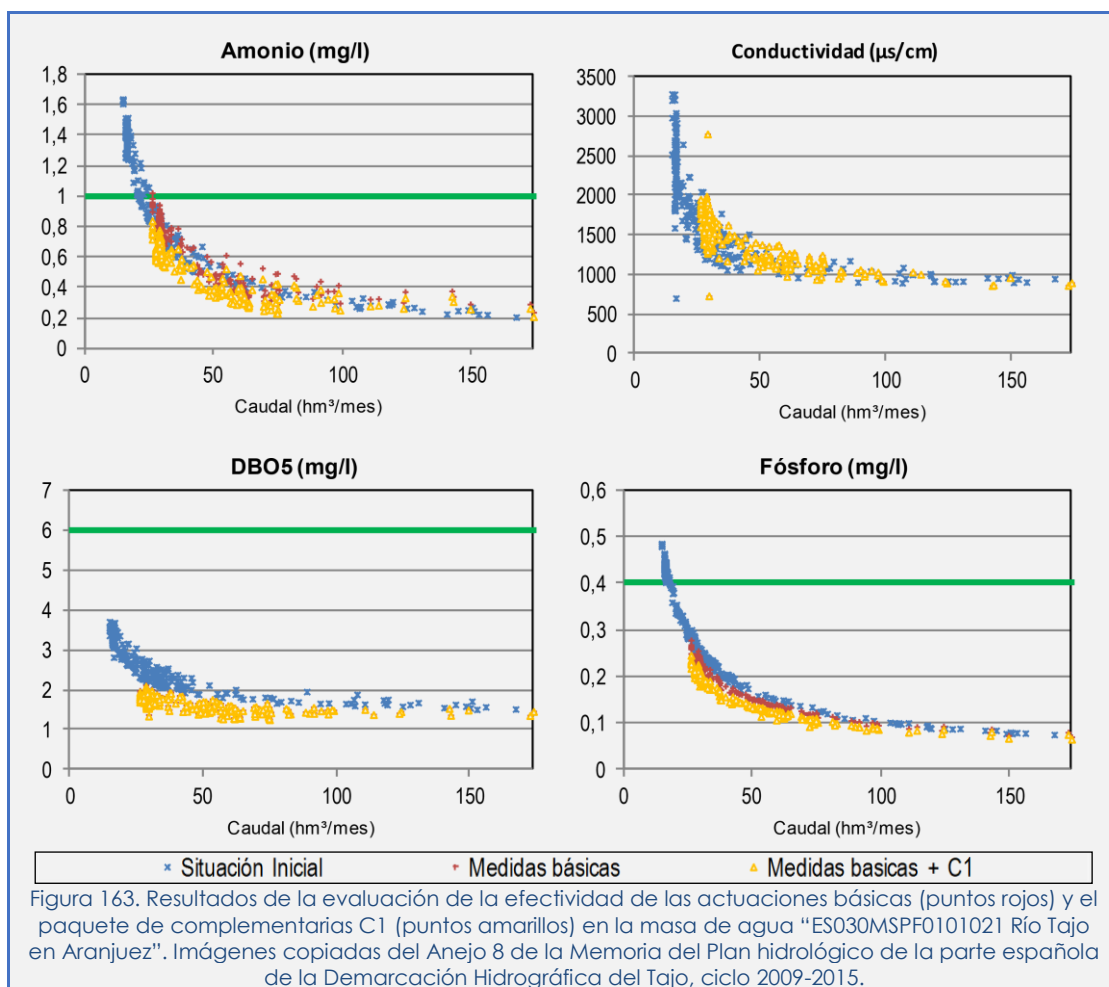 Amonio (mg/l)
1,8
1,6
1,4
1,2
1
0,8
0,6
0,4
0,2
0
0 50 100 150
Caudal (hm³/mes)
Conductividad (µs/cm)
3500
3000
2500
2000
1500
1000
500
0
0 50 100 150
Caudal (hm³/mes)
DBO5 (mg/l)
7
6
5
4
3
2
1
0
0 50 100 150
Caudal (hm³/mes)
Fósforo (mg/l)
0,6
0,5
0,4
0,3
0,2
0,1
0
0 50 100 150
Caudal (hm³/mes)
Situación Inicial Medidas básicas Medidas basicas + C1
Figura 163. Resultados de la evaluación de la efectividad de las actuaciones básicas (puntos rojos) y el
paquete de complementarias C1 (puntos amarillos) en la masa de agua “ES030MSPF0101021 Río Tajo
en Aranjuez”. Imágenes copiadas del Anejo 8 de la Memoria del Plan hidrológico de la parte española
de la Demarcación Hidrográfica del Tajo, ciclo 2009-2015.